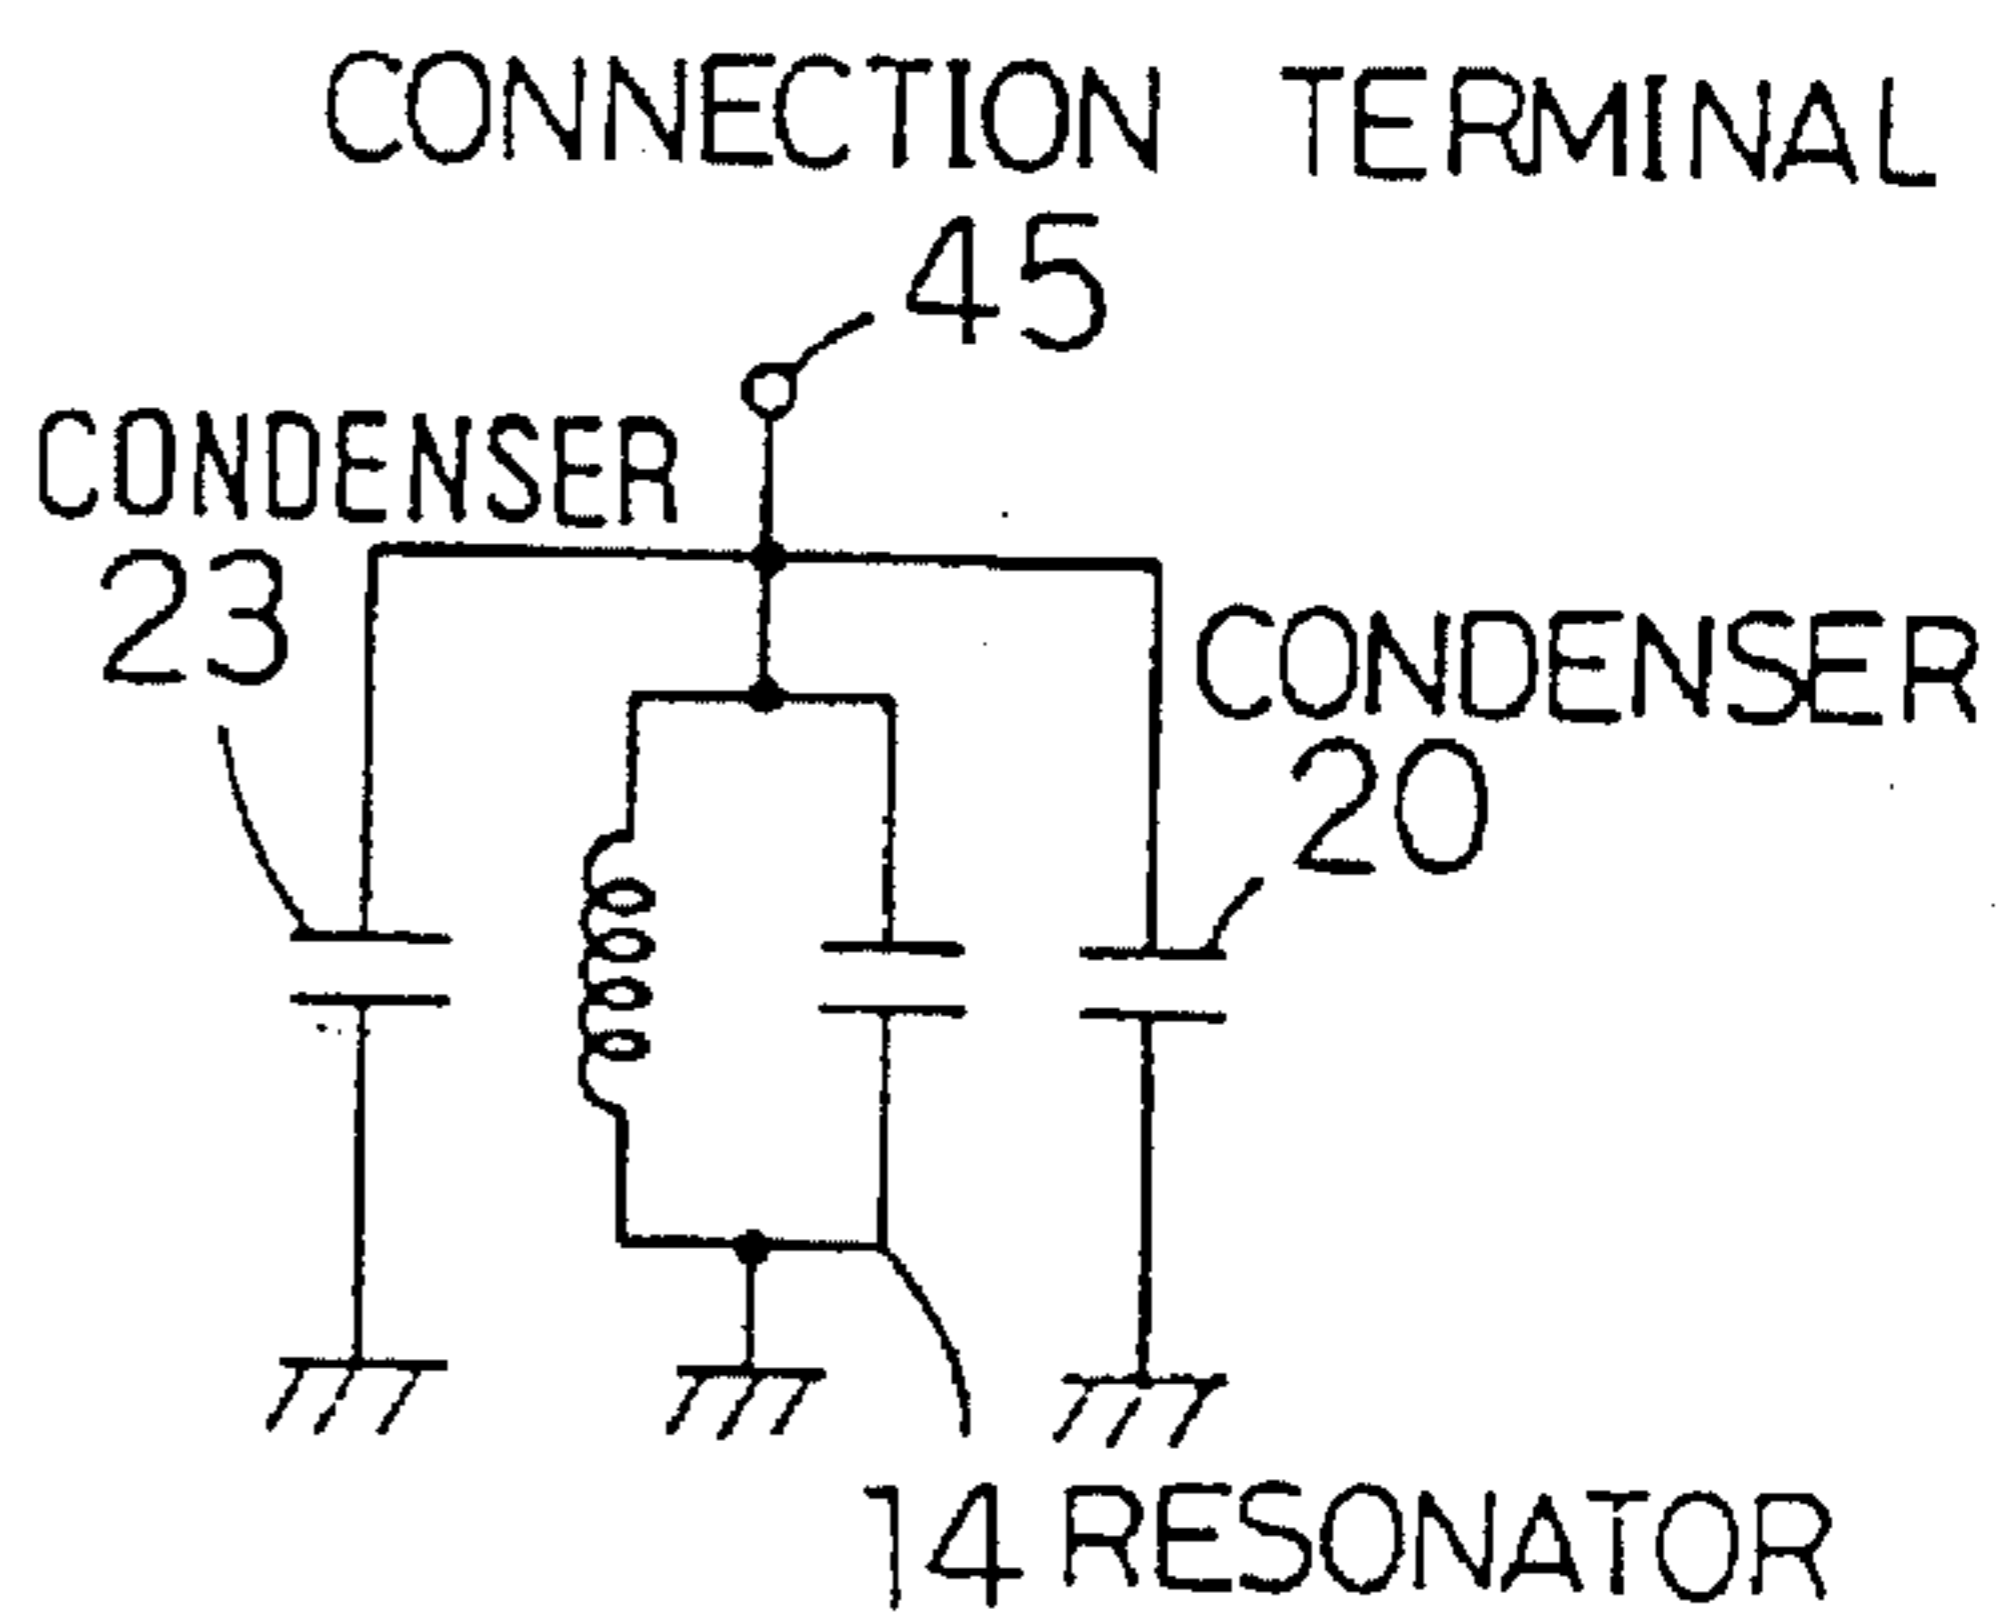 CONNECTION TERMINAL
45
CONDENSER
23
CONDENSER
20
14 RESONATOR